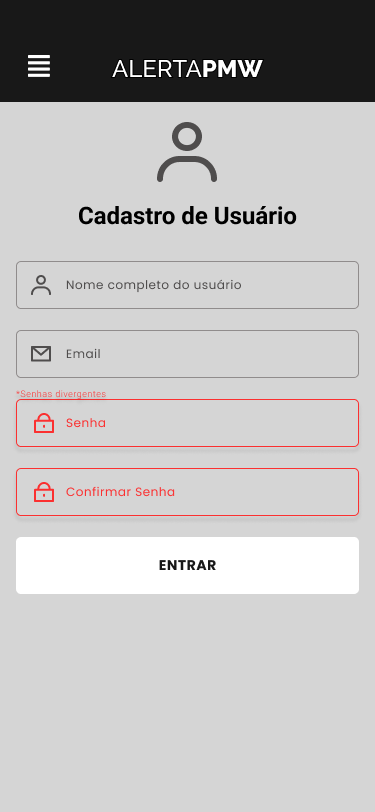 ALERTAPMW
Cadastro de Usuário
Nome completo do usuário
Email
*Senhas divergentes
Senha
Confirmar Senha
ENTRAR